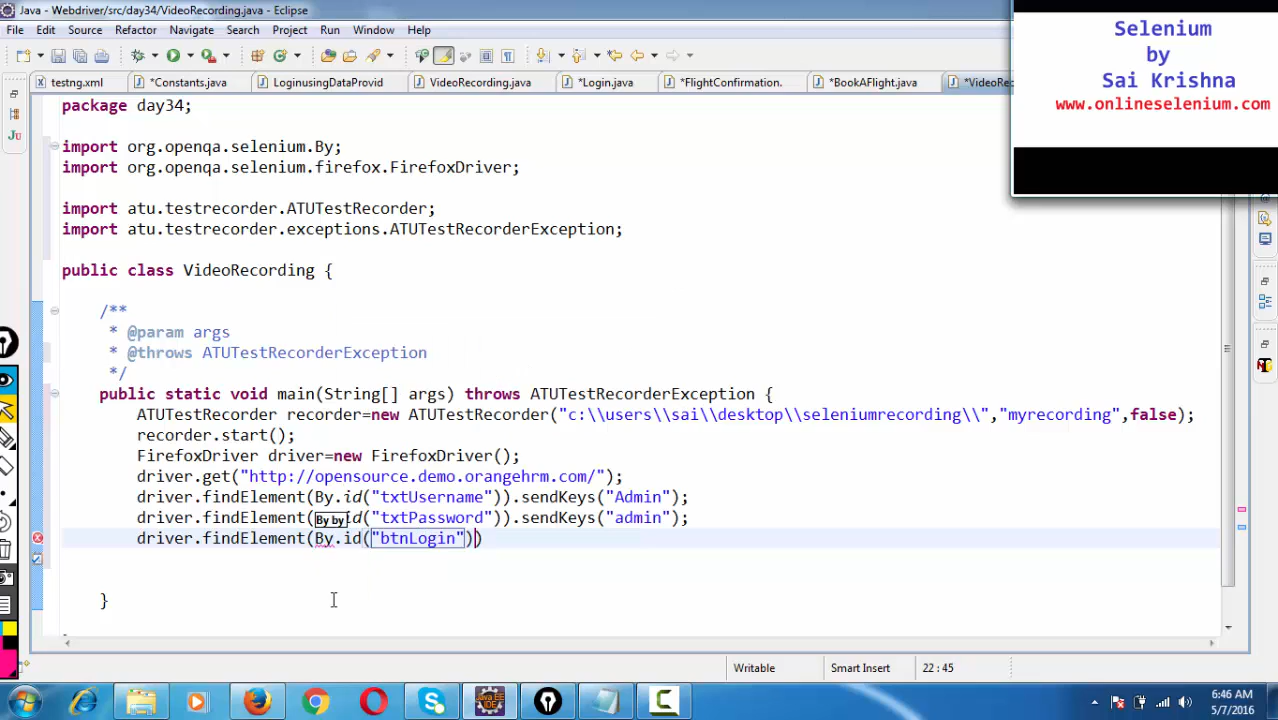 Java - Webdriver/src/day34/VideoRecording.java - Eclipse
File Edit Source Refactor Navigate Search Project Run Window Help
testng.xml *Constants.java LoginusingDataProvid VideoRecording.java *Login.java *FlightConfirmation. *BookAFlight.java *VideoRec
Selenium
by
Sai Krishna
www.onlineselenium.com
package day34;
import org.openqa.selenium.By;
import org.openqa.selenium.firefox.FirefoxDriver;
import atu.testrecorder.ATUTestRecorder;
import atu.testrecorder.exceptions.ATUTestRecorderException;
public class VideoRecording {
/**
* @param args
* @throws ATUTestRecorderException
*/
public static void main(String[] args) throws ATUTestRecorderException {
ATUTestRecorder recorder=new ATUTestRecorder("c:\\users\\sai\\desktop\\seleniumrecording\\","myrecording",false);
recorder.start();
FirefoxDriver driver=new FirefoxDriver();
driver.get("http://opensource.demo.orangehrm.com/");
driver.findElement(By.id("txtUsername")).sendKeys("Admin");
driver.findElement(By by.id("txtPassword")).sendKeys("admin");
driver.findElement(By.id("btnLogin"))
}
Writable Smart Insert 22 : 45
6:46 AM
5/7/2016